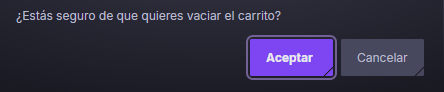 ¿Estás seguro de que quieres vaciar el carrito?
Aceptar
Cancelar